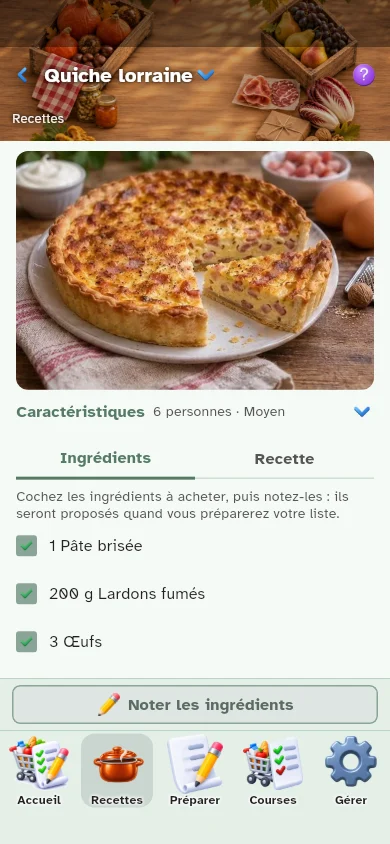 Quiche lorraine
?
Recettes
Caractéristiques 6 personnes · Moyen
Ingrédients Recette
Cochez les ingrédients à acheter, puis notez-les : ils
seront proposés quand vous préparerez votre liste.
1 Pâte brisée
200 g Lardons fumés
3 Œufs
Noter les ingrédients
Accueil Recettes Préparer Courses Gérer